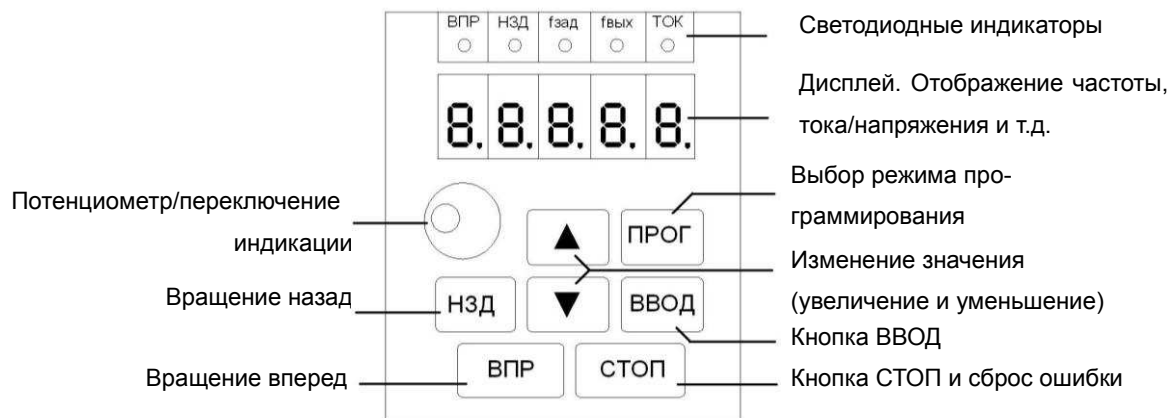 ВПР НЗД fзад fвых ТОК
Светодиодные индикаторы
8. 8. 8. 8. 8.
Дисплей. Отображение частоты,
тока/напряжения и т.д.
Потенциометр/переключение
индикации
Выбор режима про-
граммирования
▲ ПРОГ
Изменение значения
(увеличение и уменьшение)
Вращение назад
НЗД ▼ ВВОД
Кнопка ВВОД
Вращение вперед
ВПР СТОП
Кнопка СТОП и сброс ошибки